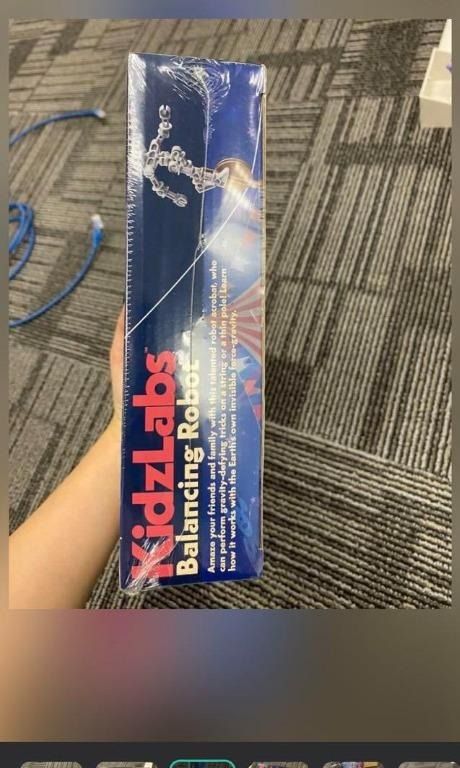 KidzLabs™
Balancing Robot
Amaze your friends and family with this talented robot acrobat, who
can perform gravity-defying tricks on a string or a thin pole! Learn
how it works with the Earth's own invisible force-gravity.